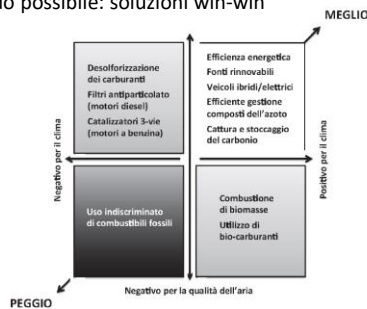 do possibile: soluzioni win-win
MEGLIO
Desolforizzazione
dei carburanti
Filtri antiparticolato
(motori diesel)
Catalizzatori 3-vie
(motori a benzina)
Efficienza energetica
Fonti rinnovabili
Veicoli ibridi/elettrici
Efficiente gestione
composti dell'azoto
Cattura e stoccaggio
del carbonio
Negativo per il clima
Positivo per il clima
Uso indiscriminato
di combustibili fossili
Combustione
di biomasse
Utilizzo di
bio-carburanti
Negativo per la qualità dell'aria
PEGGIO